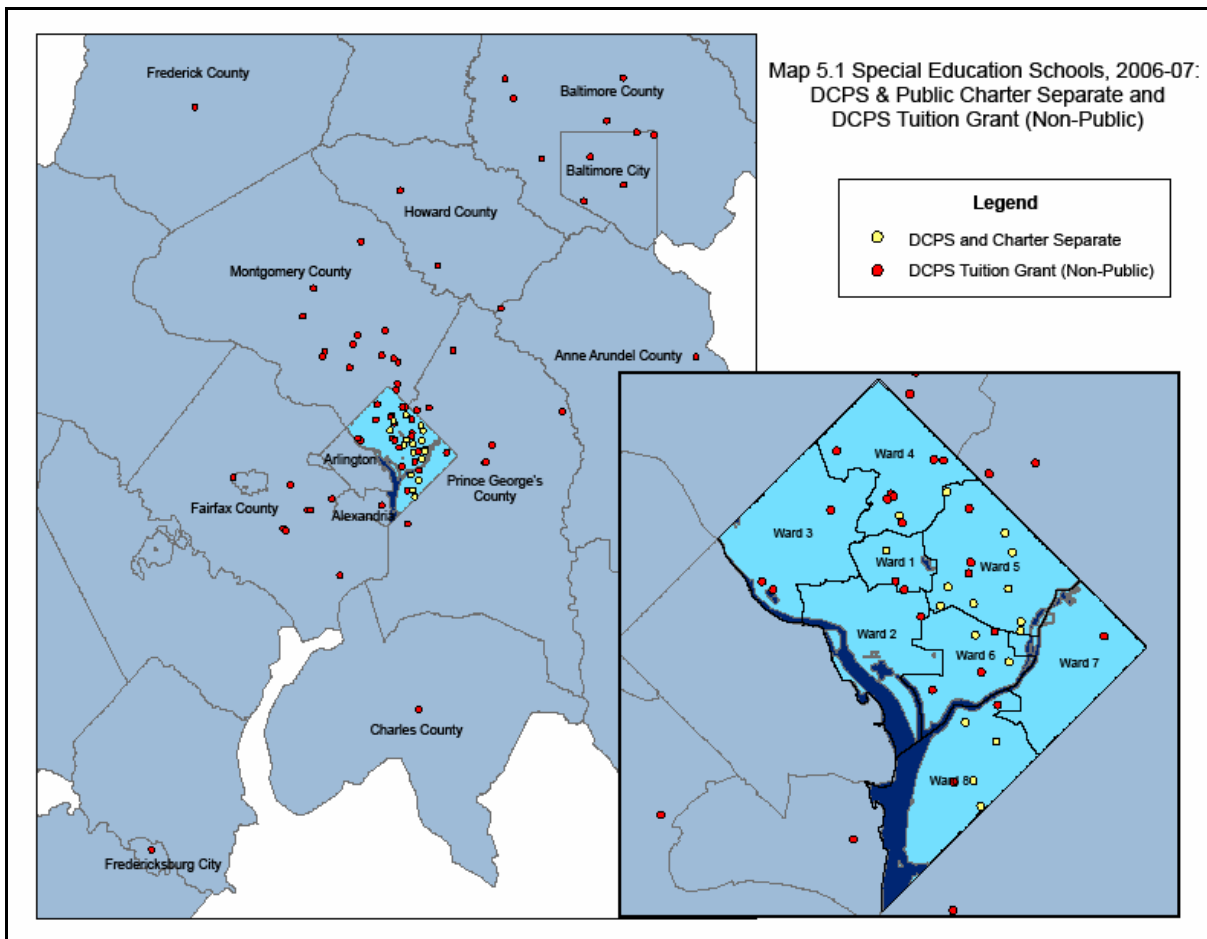 Map 5.1 Special Education Schools, 2006-07:
DCPS & Public Charter Separate and
DCPS Tuition Grant (Non-Public)
Legend
DCPS and Charter Separate
DCPS Tuition Grant (Non-Public)
Frederick County
Baltimore County
Baltimore City
Howard County
Montgomery County
Anne Arundel County
Arlington
Prince George's
County
Fairfax County
Alexandria
Charles County
Fredericksburg City
Ward 4
Ward 3
Ward 1
Ward 5
Ward 2
Ward 6
Ward 7
Ward 8